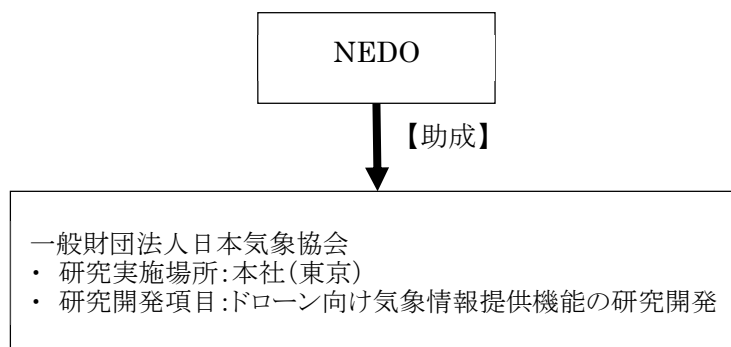 NEDO
【助成】
一般財団法人日本気象協会
・ 研究実施場所:本社(東京)
・ 研究開発項目:ドローン向け気象情報提供機能の研究開発